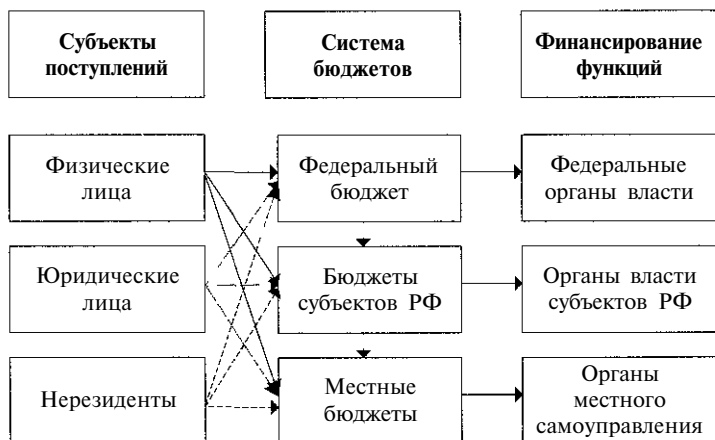 Субъекты
поступлений
Система
бюджетов
Финансирование
функций
Физические
лица
Федеральный
бюджет
Федеральные
органы власти
Юридические
лица
Бюджеты
субъектов РФ
Органы власти
субъектов РФ
Нерезиденты
Местные
бюджеты
Органы
местного
самоуправления